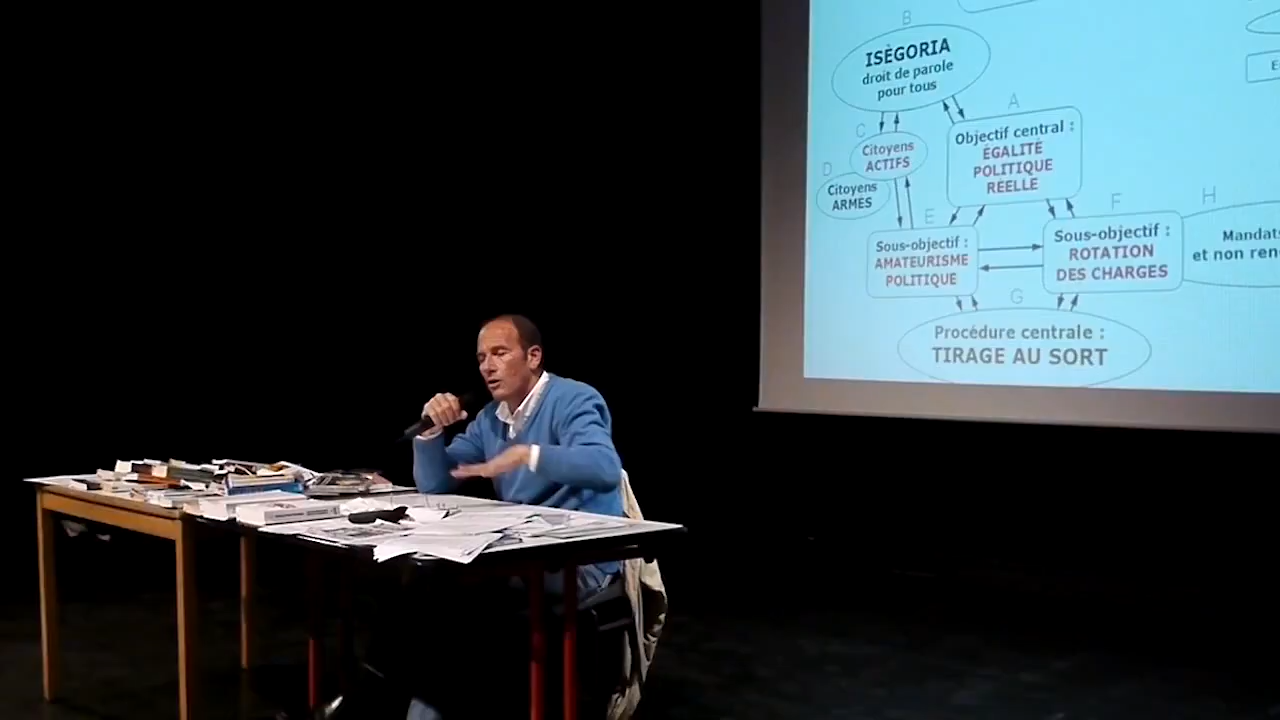 B
ISÈGORIA
droit de parole
pour tous
A
Objectif central :
ÉGALITÉ
POLITIQUE
RÉELLE
C
Citoyens
ACTIFS
D
Citoyens
ARMÉS
E
Sous-objectif :
AMATEURISME
POLITIQUE
F
Sous-objectif :
ROTATION
DES CHARGES
H
Mandats
et non ren
G
Procédure centrale :
TIRAGE AU SORT
E